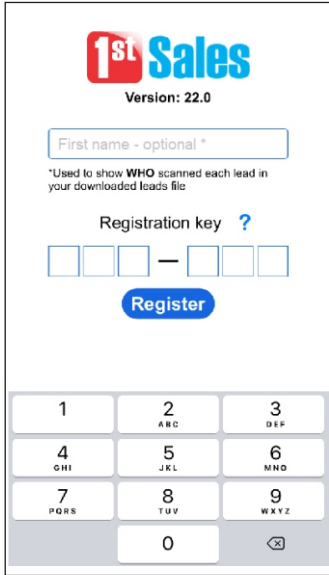 1st Sales
Version: 22.0
First name - optional *
*Used to show WHO scanned each lead in
your downloaded leads file
Registration key ?
—
Register
1 2 ABC 3 DEF
4 GHI 5 JKL 6 MNO
7 PQRS 8 TUV 9 WXYZ
0